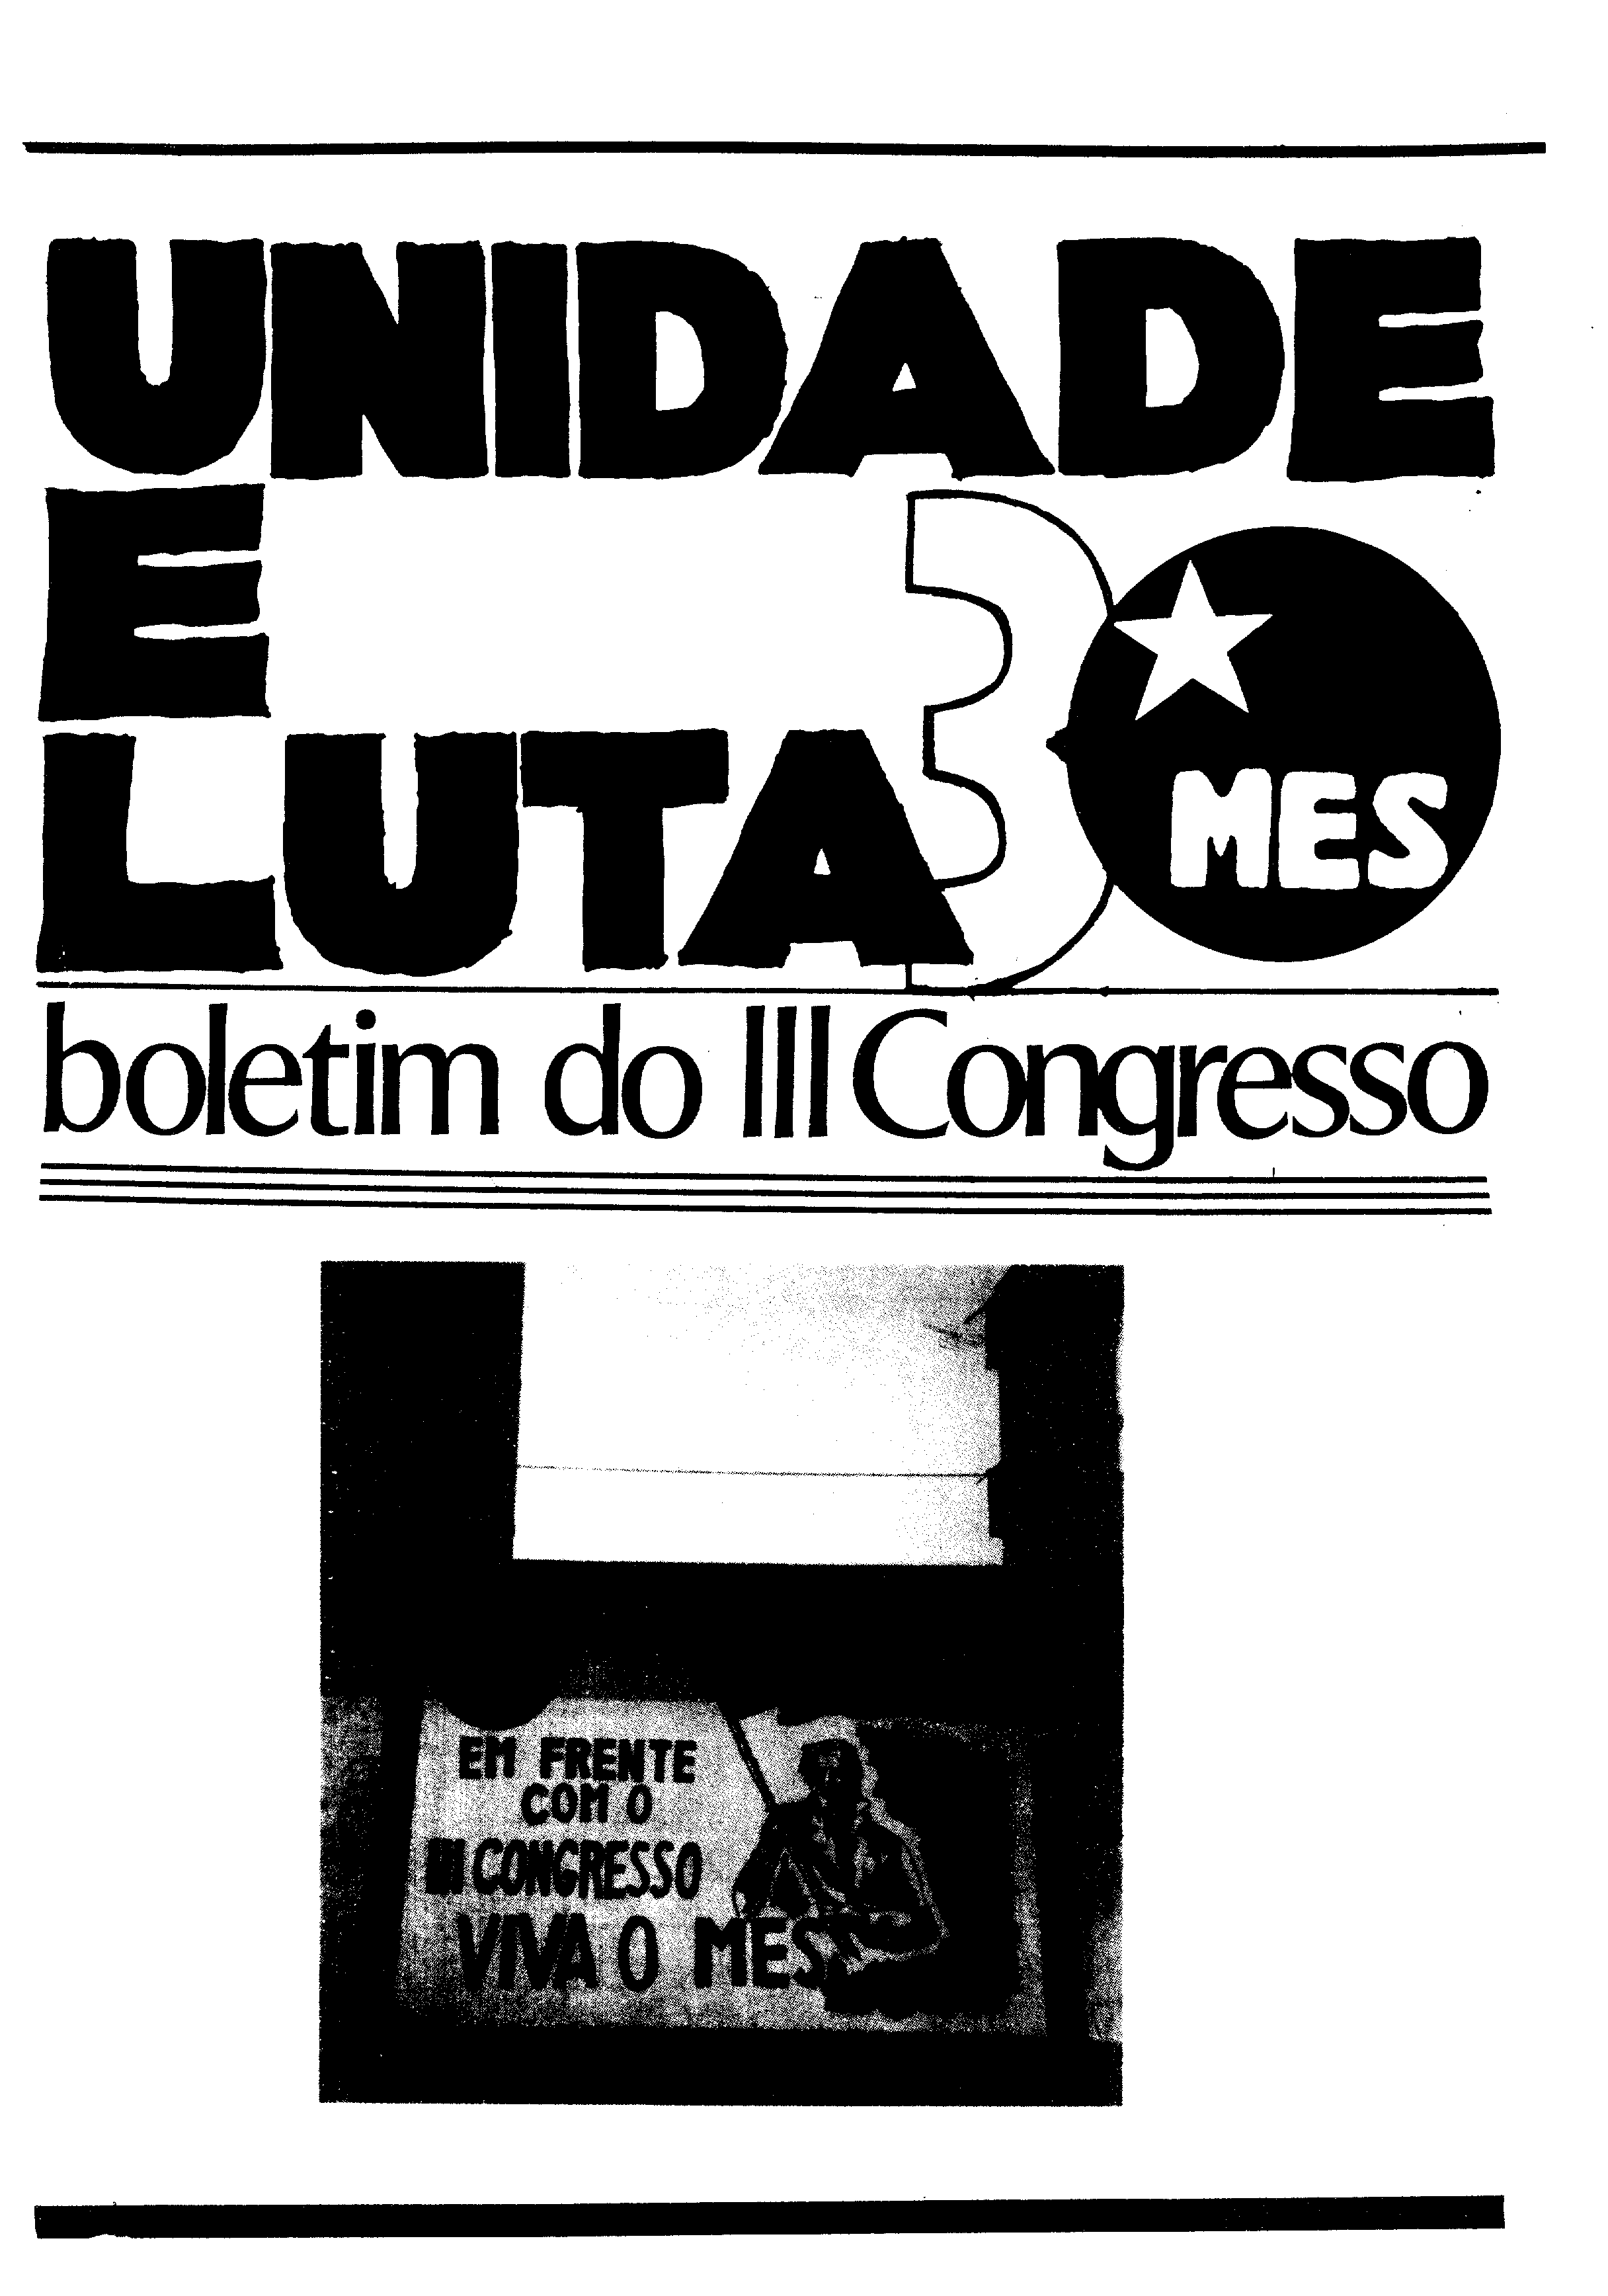 UNIDADE
E
LUTA
3
MES
boletim do III Congresso
EM FRENTE
COM O
III CONGRESSO
VIVA O MES